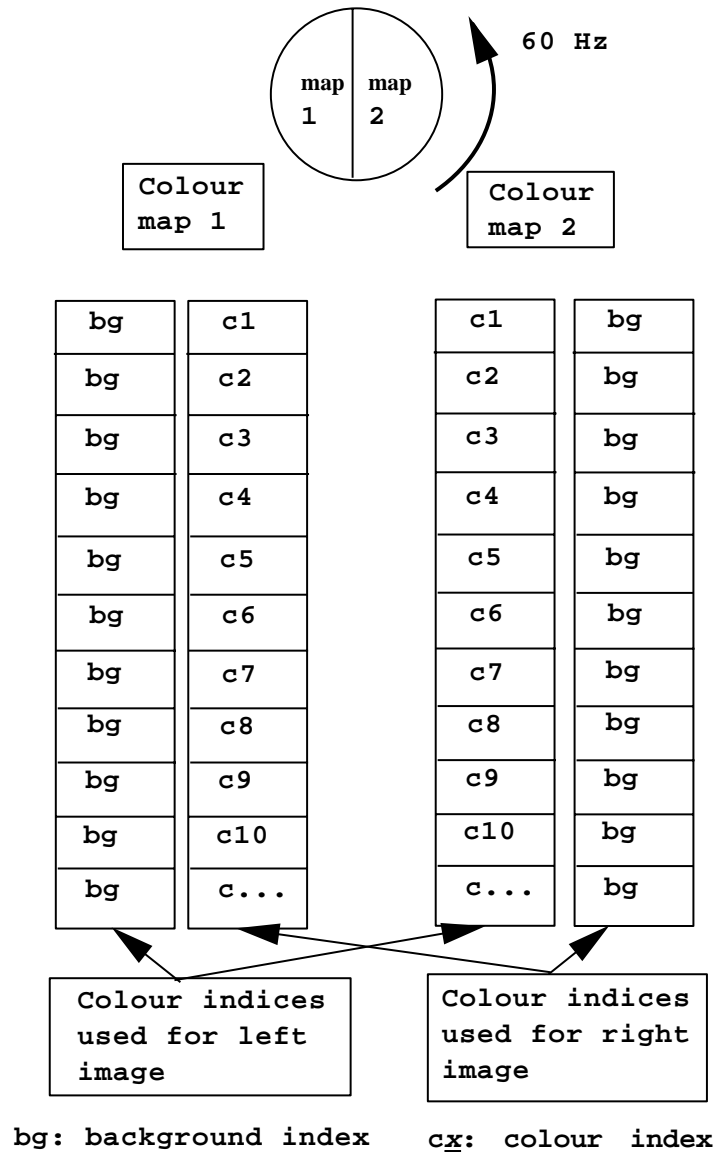 60 Hz
map map
1 2
Colour
map 1
Colour
map 2
bg c1 c1 bg
bg c2 c2 bg
bg c3 c3 bg
bg c4 c4 bg
bg c5 c5 bg
bg c6 c6 bg
bg c7 c7 bg
bg c8 c8 bg
bg c9 c9 bg
bg c10 c10 bg
bg c... c... bg
Colour indices
used for left
image
Colour indices
used for right
image
bg: background index cx: colour index